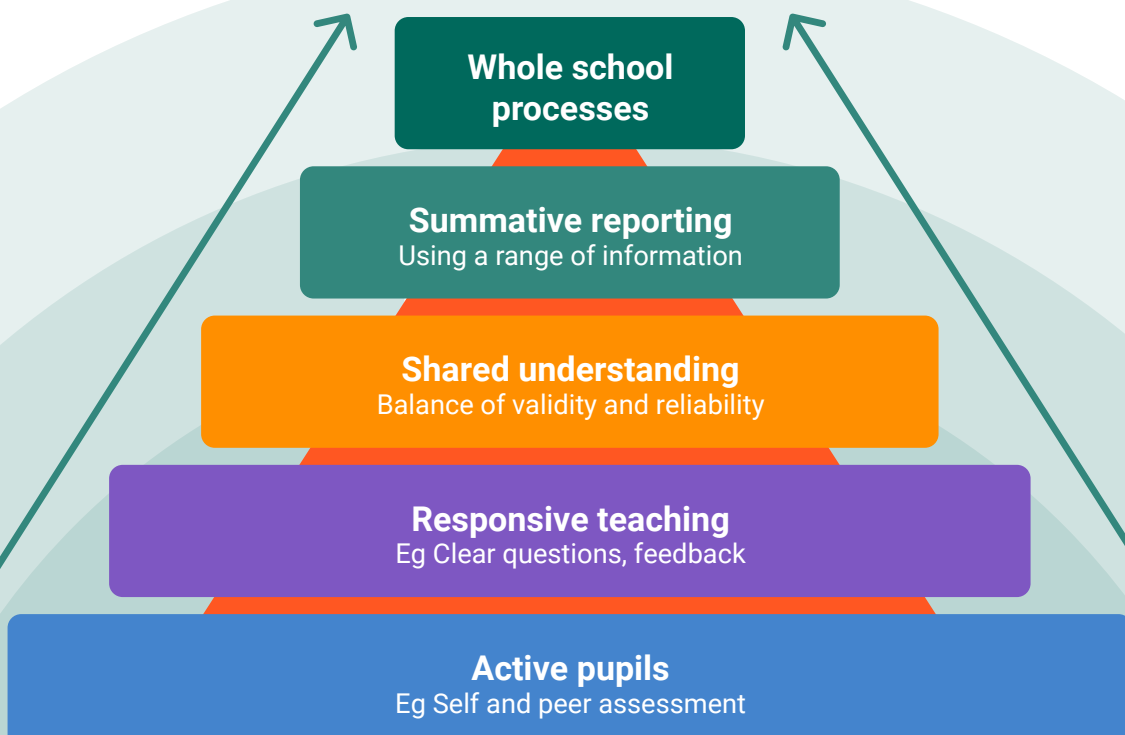 Whole school
processes
Summative reporting
Using a range of information
Shared understanding
Balance of validity and reliability
Responsive teaching
Eg Clear questions, feedback
Active pupils
Eg Self and peer assessment